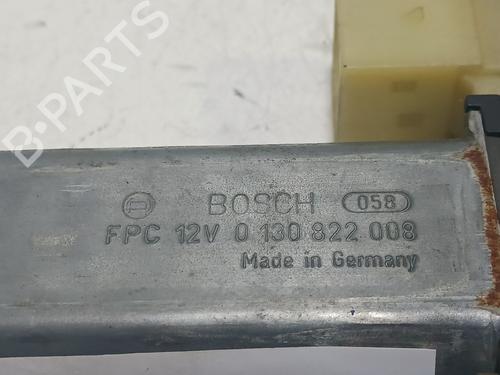 BOSCH 058
FPC 12V 0 130 822 008
Made in Germany
B-PARTS